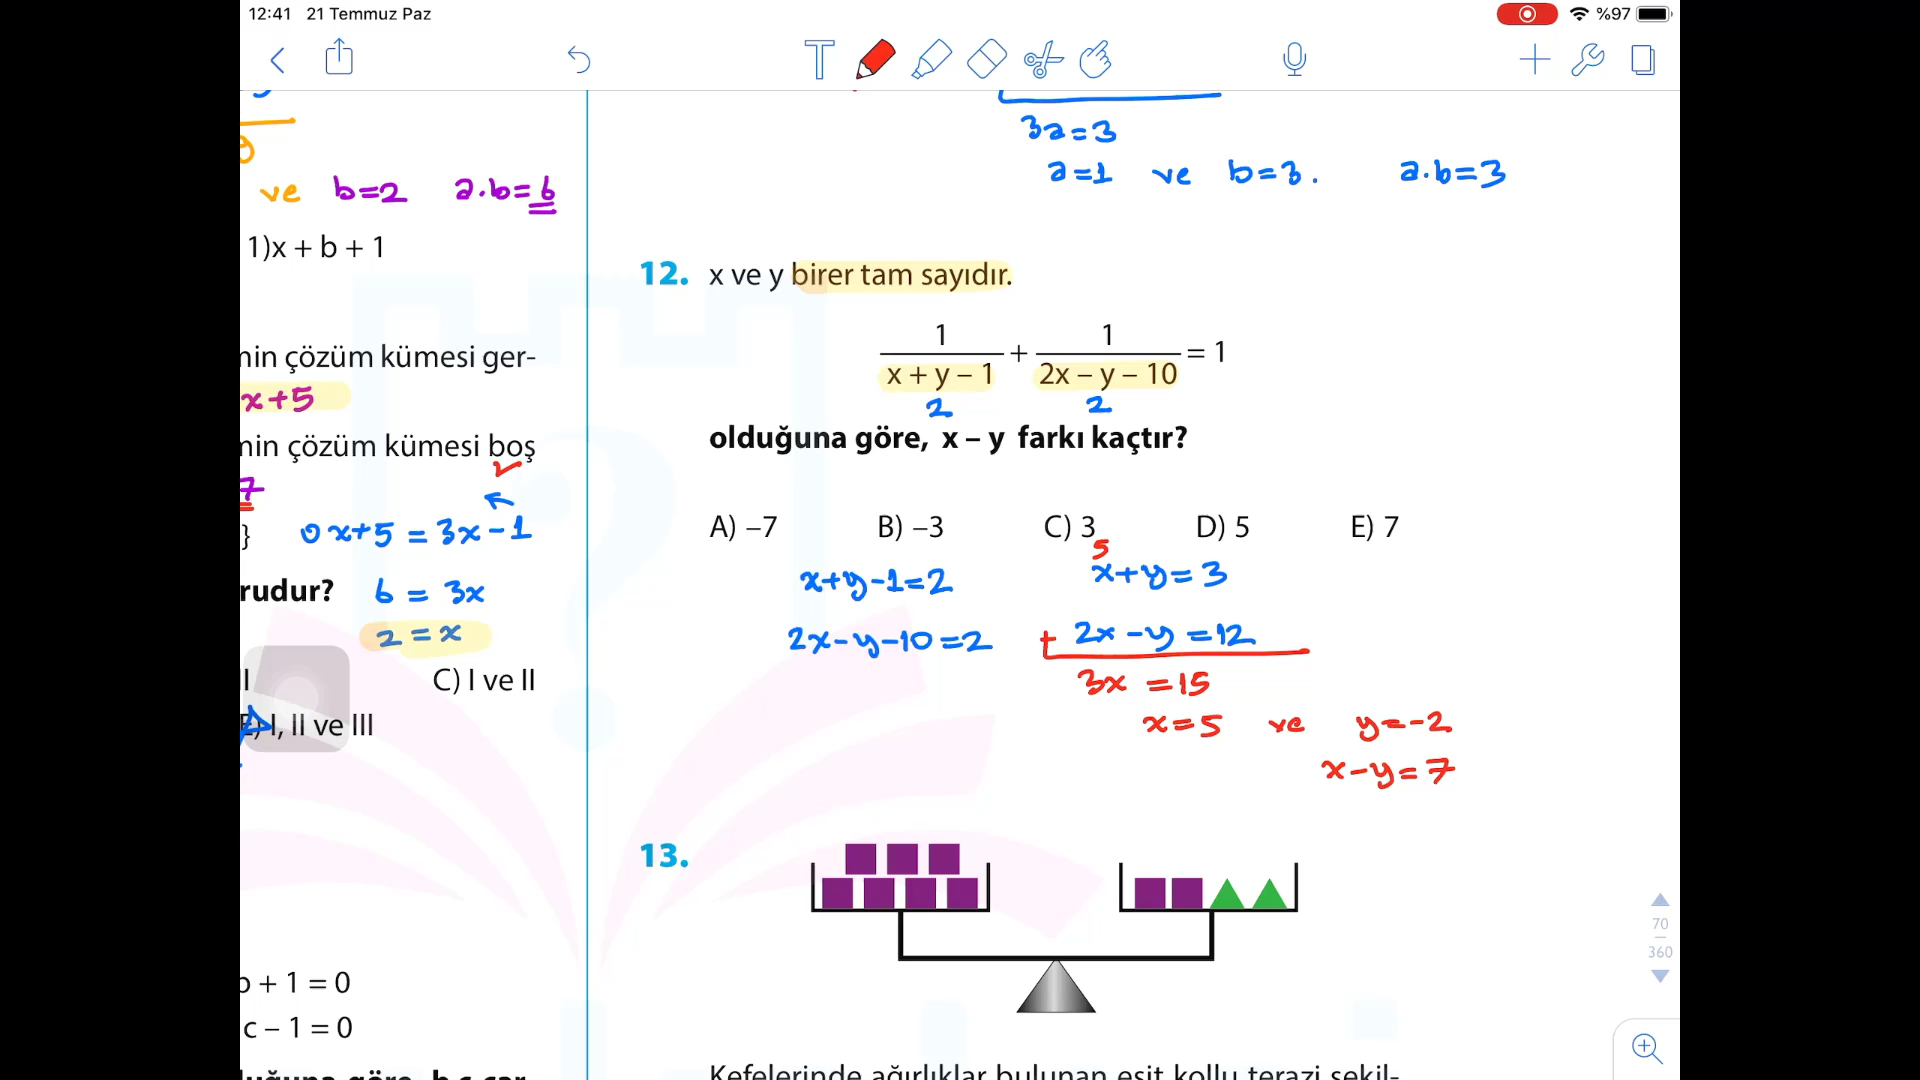 12:41 21 Temmuz Paz %97
3a=3
a=1 ve b=3. a.b=3
ve b=2 a.b=6
1)x + b + 1
12. x ve y birer tam sayıdır.
1 / (x + y – 1) + 1 / (2x – y – 10) = 1
2 2
olduğuna göre, x – y farkı kaçtır?
A) –7 B) –3 C) 3 D) 5 E) 7
x+y-1=2
2x-y-10=2
5
x+y=3
+ 2x-y=12
3x =15
x=5 ve y=-2
x-y=7
min çözüm kümesi ger-
x+5
min çözüm kümesi boş
7
} 0x+5=3x-1
rudur? 6 = 3x
2 = x
C) I ve II
E) I, II ve III
+ 1 = 0
c – 1 = 0
13.
70
360
Kefelerinde ağırlıklar bulunan eşit kollu terazi şekil-